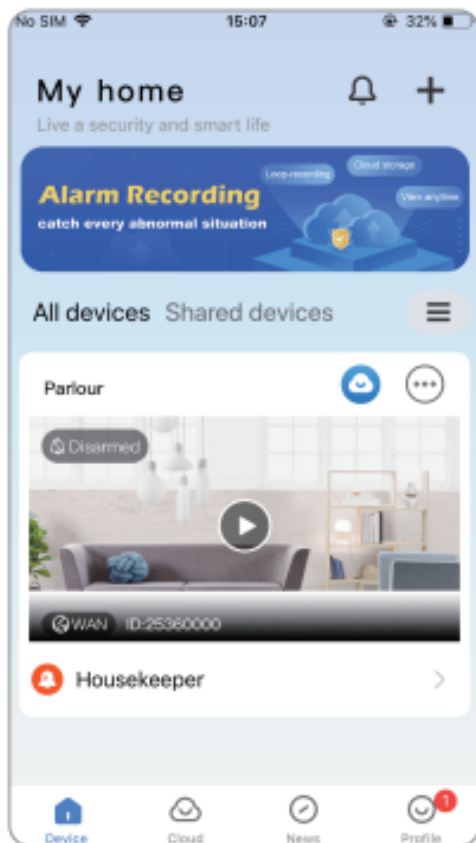 No SIM 15:07 32%
My home
Live a security and smart life
Loop-recording
Cloud storage
View anytime
Alarm Recording
catch every abnormal situation
All devices Shared devices
Parlour
Disarmed
WAN ID:25360000
Housekeeper
Device Cloud News Profile
1